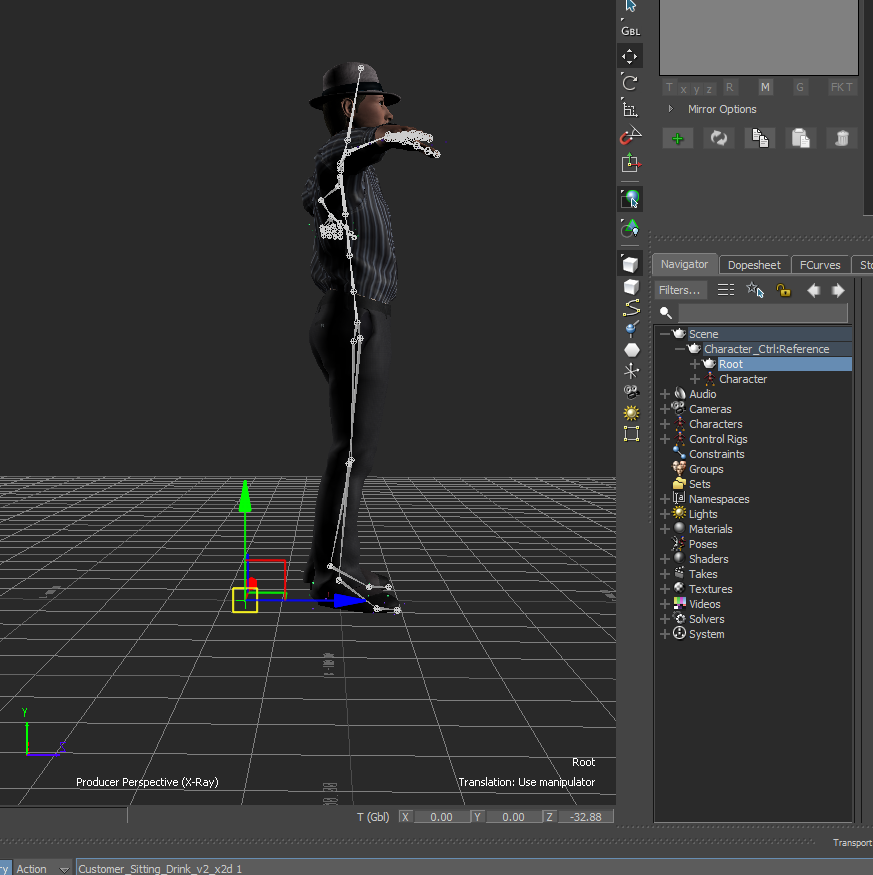 GBL
T x y z R M G FK T
Mirror Options
Navigator Dopesheet FCurves
Filters...
Scene
Character_Ctrl:Reference
Root
Character
Audio
Cameras
Characters
Control Rigs
Constraints
Groups
Sets
Namespaces
Lights
Materials
Poses
Shaders
Takes
Textures
Videos
Solvers
System
Y
Root
Producer Perspective (X-Ray) Translation: Use manipulator
T (Gbl) X 0.00 Y 0.00 Z -32.88
Transport
ry Action Customer_Sitting_Drink_v2_x2d 1